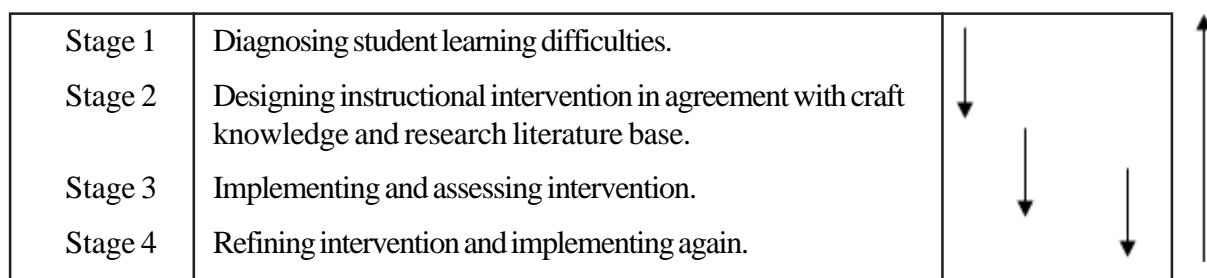 Stage 1 Diagnosing student learning difficulties.
Stage 2 Designing instructional intervention in agreement with craft
knowledge and research literature base.
Stage 3 Implementing and assessing intervention.
Stage 4 Refining intervention and implementing again.